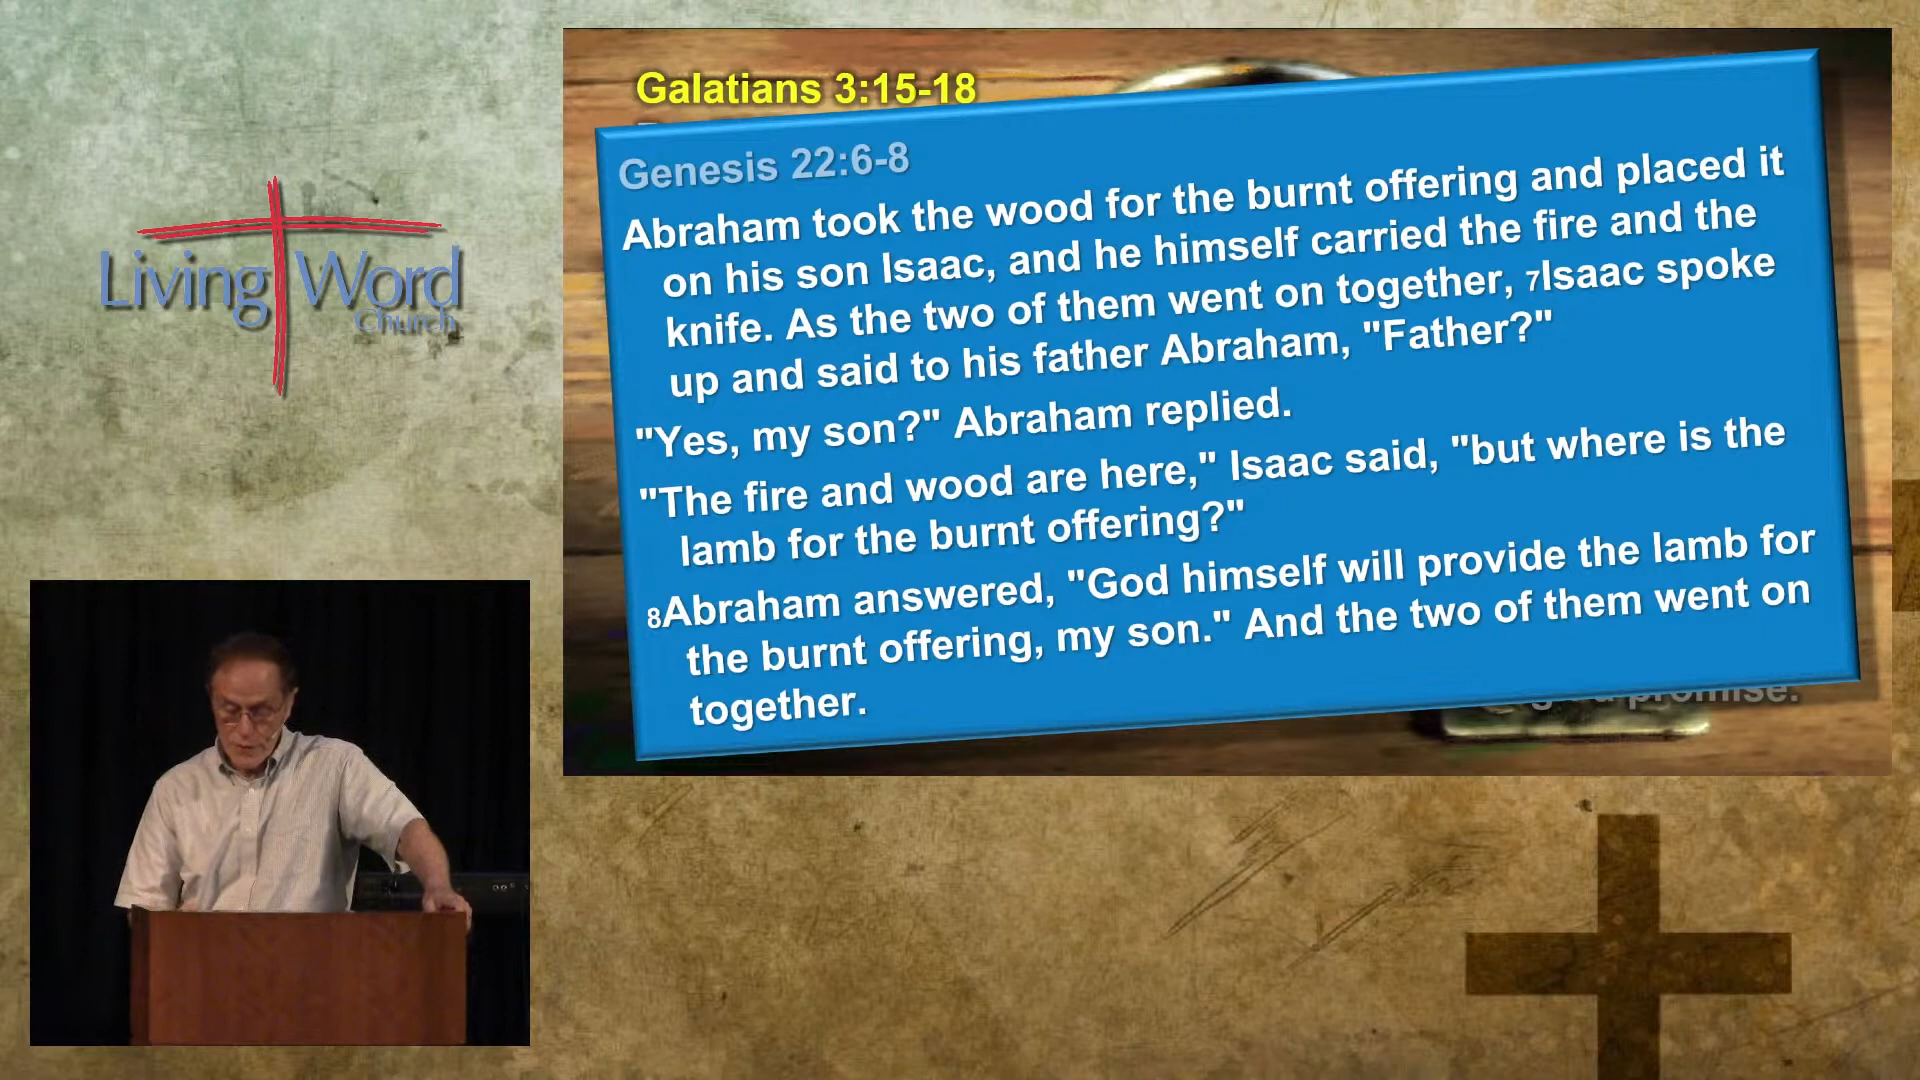 Living Word
Church
Galatians 3:15-18
Genesis 22:6-8
Abraham took the wood for the burnt offering and placed it
on his son Isaac, and he himself carried the fire and the
knife. As the two of them went on together, 7Isaac spoke
up and said to his father Abraham, "Father?"
"Yes, my son?" Abraham replied.
"The fire and wood are here," Isaac said, "but where is the
lamb for the burnt offering?"
8Abraham answered, "God himself will provide the lamb for
the burnt offering, my son." And the two of them went on
together.
promise.